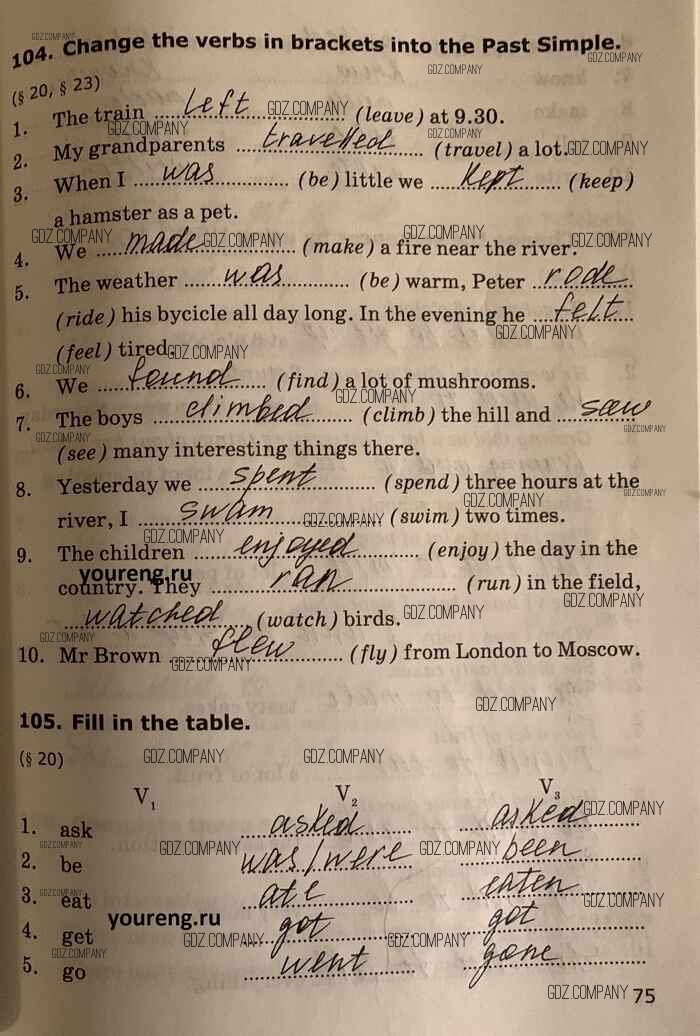 104. Change the verbs in brackets into the Past Simple.
(§ 20, § 23)
1. The train left (leave) at 9.30.
2. My grandparents travelled (travel) a lot.
3. When I was (be) little we kept (keep)
a hamster as a pet.
4. We made (make) a fire near the river.
5. The weather was (be) warm, Peter rode
(ride) his bycicle all day long. In the evening he felt
(feel) tired.
6. We found (find) a lot of mushrooms.
7. The boys climbed (climb) the hill and saw
(see) many interesting things there.
8. Yesterday we spent (spend) three hours at the
river, I swam (swim) two times.
9. The children enjoyed (enjoy) the day in the
country. They ran (run) in the field,
watched (watch) birds.
10. Mr Brown flew (fly) from London to Moscow.
105. Fill in the table.
(§ 20)
V1 V2 V3
1. ask asked asked
2. be was/were been
3. eat ate eaten
4. get got got
5. go went gone
75
GDZ.COMPANY
youreng.ru
youreng.ru